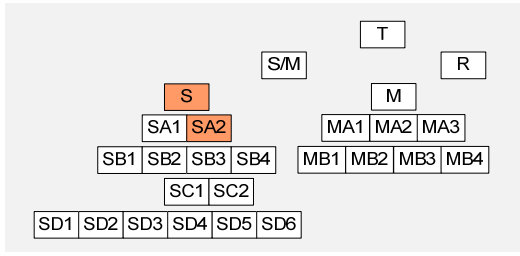 T
S/M R
S M
SA1 SA2 MA1 MA2 MA3
SB1 SB2 SB3 SB4 MB1 MB2 MB3 MB4
SC1 SC2
SD1 SD2 SD3 SD4 SD5 SD6